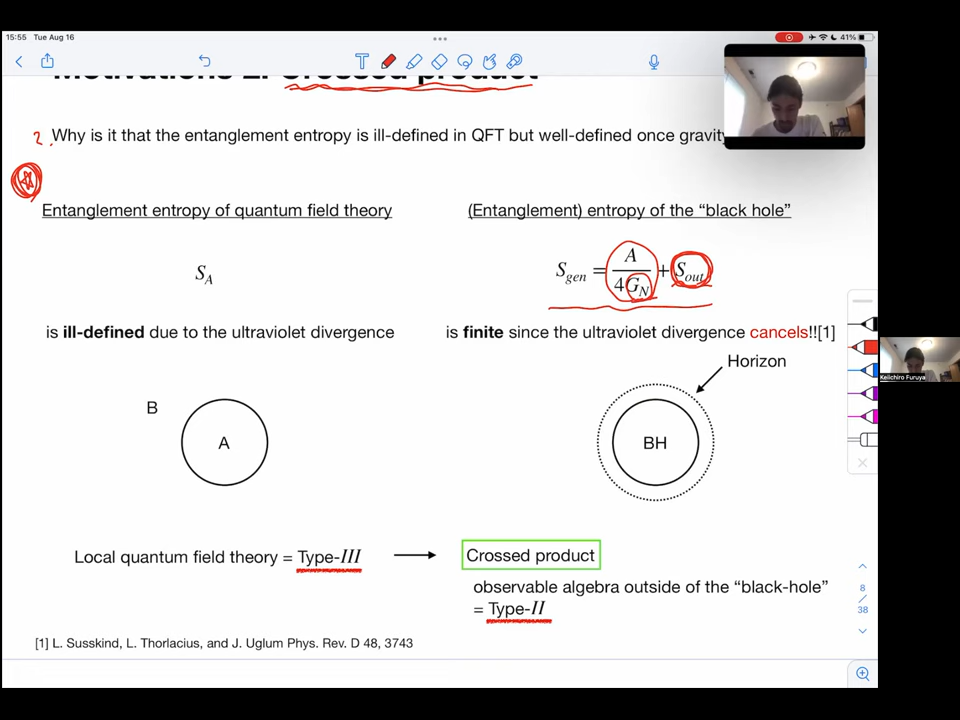 15:55 Tue Aug 16
41%
Motivations 2: Crossed product
2. Why is it that the entanglement entropy is ill-defined in QFT but well-defined once gravity
Entanglement entropy of quantum field theory
(Entanglement) entropy of the “black hole”
S_A
S_gen = A / 4G_N + S_out
is ill-defined due to the ultraviolet divergence
is finite since the ultraviolet divergence cancels!![1]
Horizon
B
A
BH
Local quantum field theory = Type-III
Crossed product
observable algebra outside of the “black-hole”
= Type-II
[1] L. Susskind, L. Thorlacius, and J. Uglum Phys. Rev. D 48, 3743
8
/
38
Keiichiro Furuya